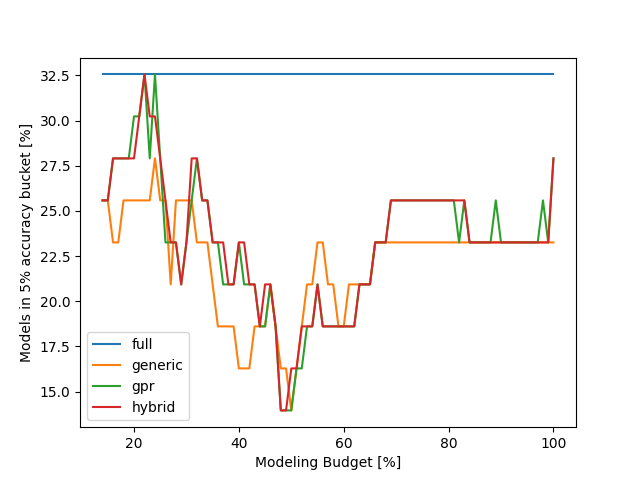 32.5
30.0
27.5
25.0
22.5
20.0
17.5
15.0
Models in 5% accuracy bucket [%]
full
generic
gpr
hybrid
20 40 60 80 100
Modeling Budget [%]